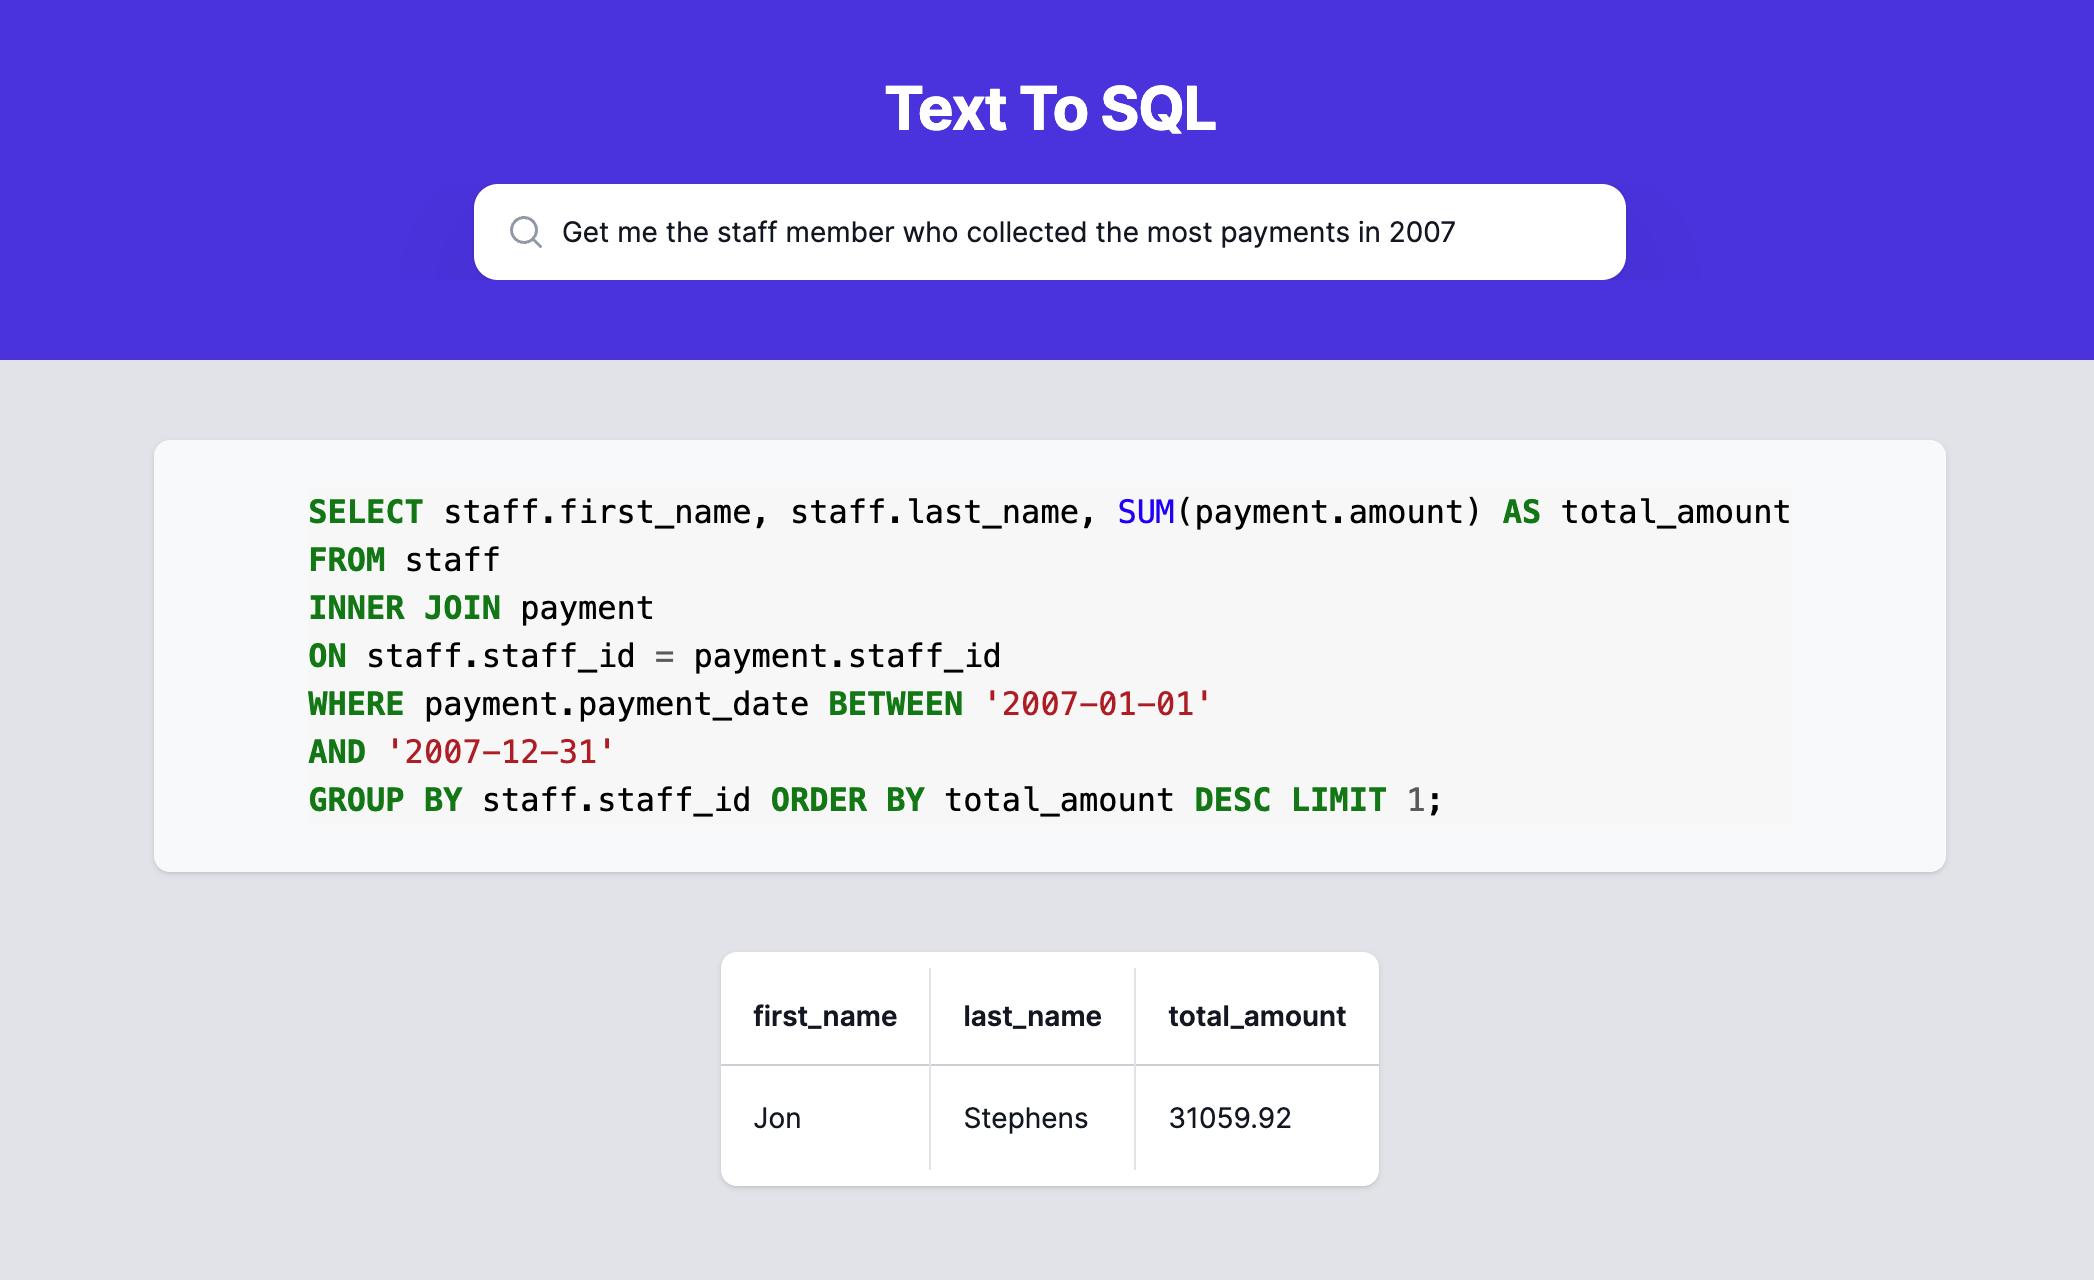 Text To SQL
Get me the staff member who collected the most payments in 2007
SELECT staff.first_name, staff.last_name, SUM(payment.amount) AS total_amount
FROM staff
INNER JOIN payment
ON staff.staff_id = payment.staff_id
WHERE payment.payment_date BETWEEN '2007-01-01'
AND '2007-12-31'
GROUP BY staff.staff_id ORDER BY total_amount DESC LIMIT 1;
first_name last_name total_amount
Jon Stephens 31059.92